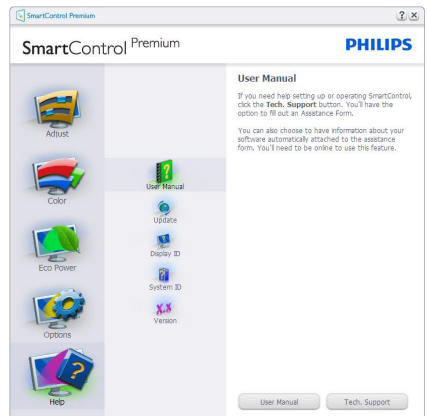 SmartControl Premium
SmartControl Premium
PHILIPS
Adjust
Color
Eco Power
Options
Help
User Manual
Update
Display ID
System ID
X.X
Version
User Manual
If you need help setting up or operating SmartControl,
click the Tech. Support button. You'll have the
option to fill out an Assistance Form.
You can also choose to have information about your
software automatically attached to the assistance
form. You'll need to be online to use this feature.
User Manual
Tech. Support